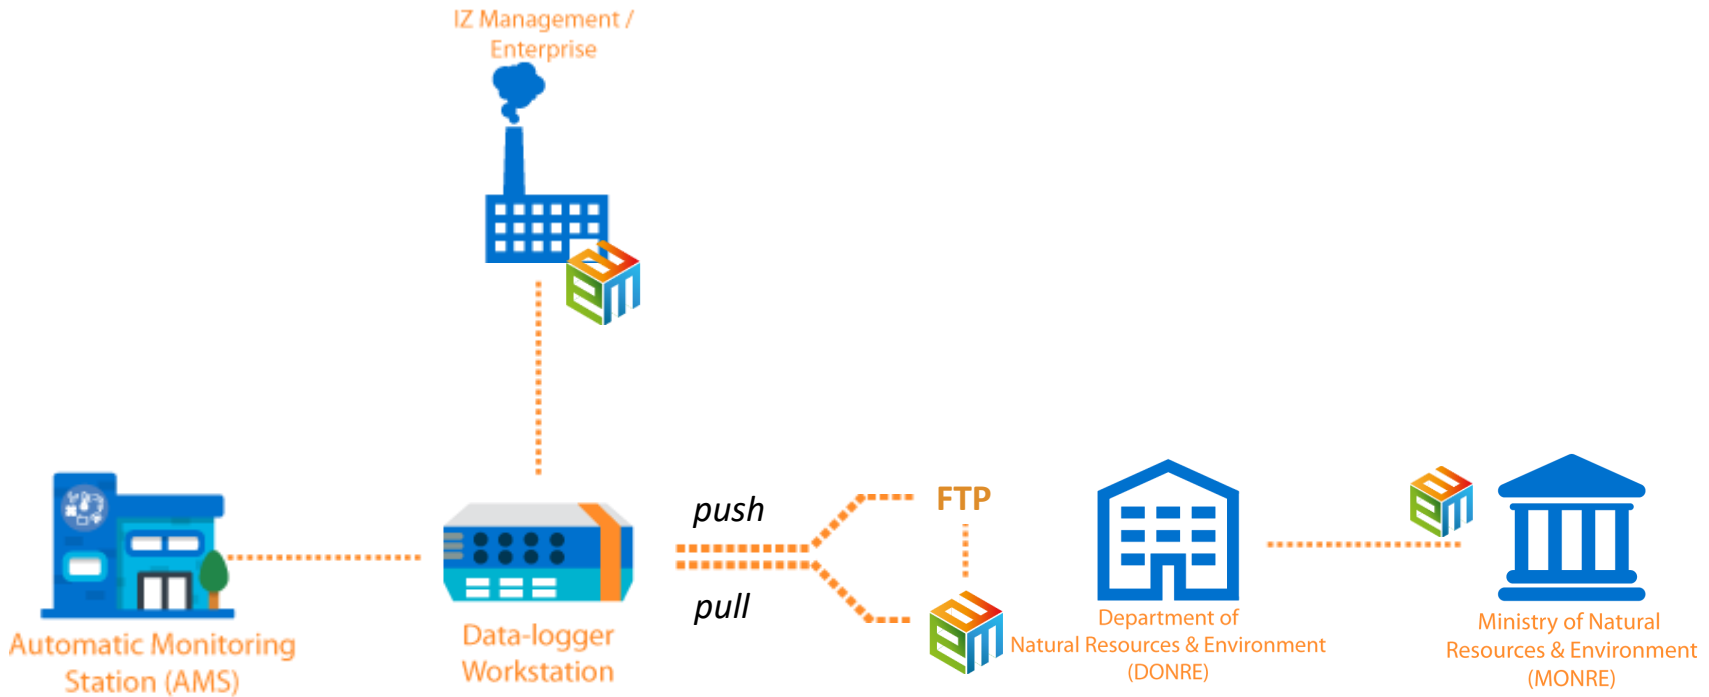 IZ Management /
Enterprise
push
FTP
pull
Automatic Monitoring
Station (AMS)
Data-logger
Workstation
Department of
Natural Resources & Environment
(DONRE)
Ministry of Natural
Resources & Environment
(MONRE)